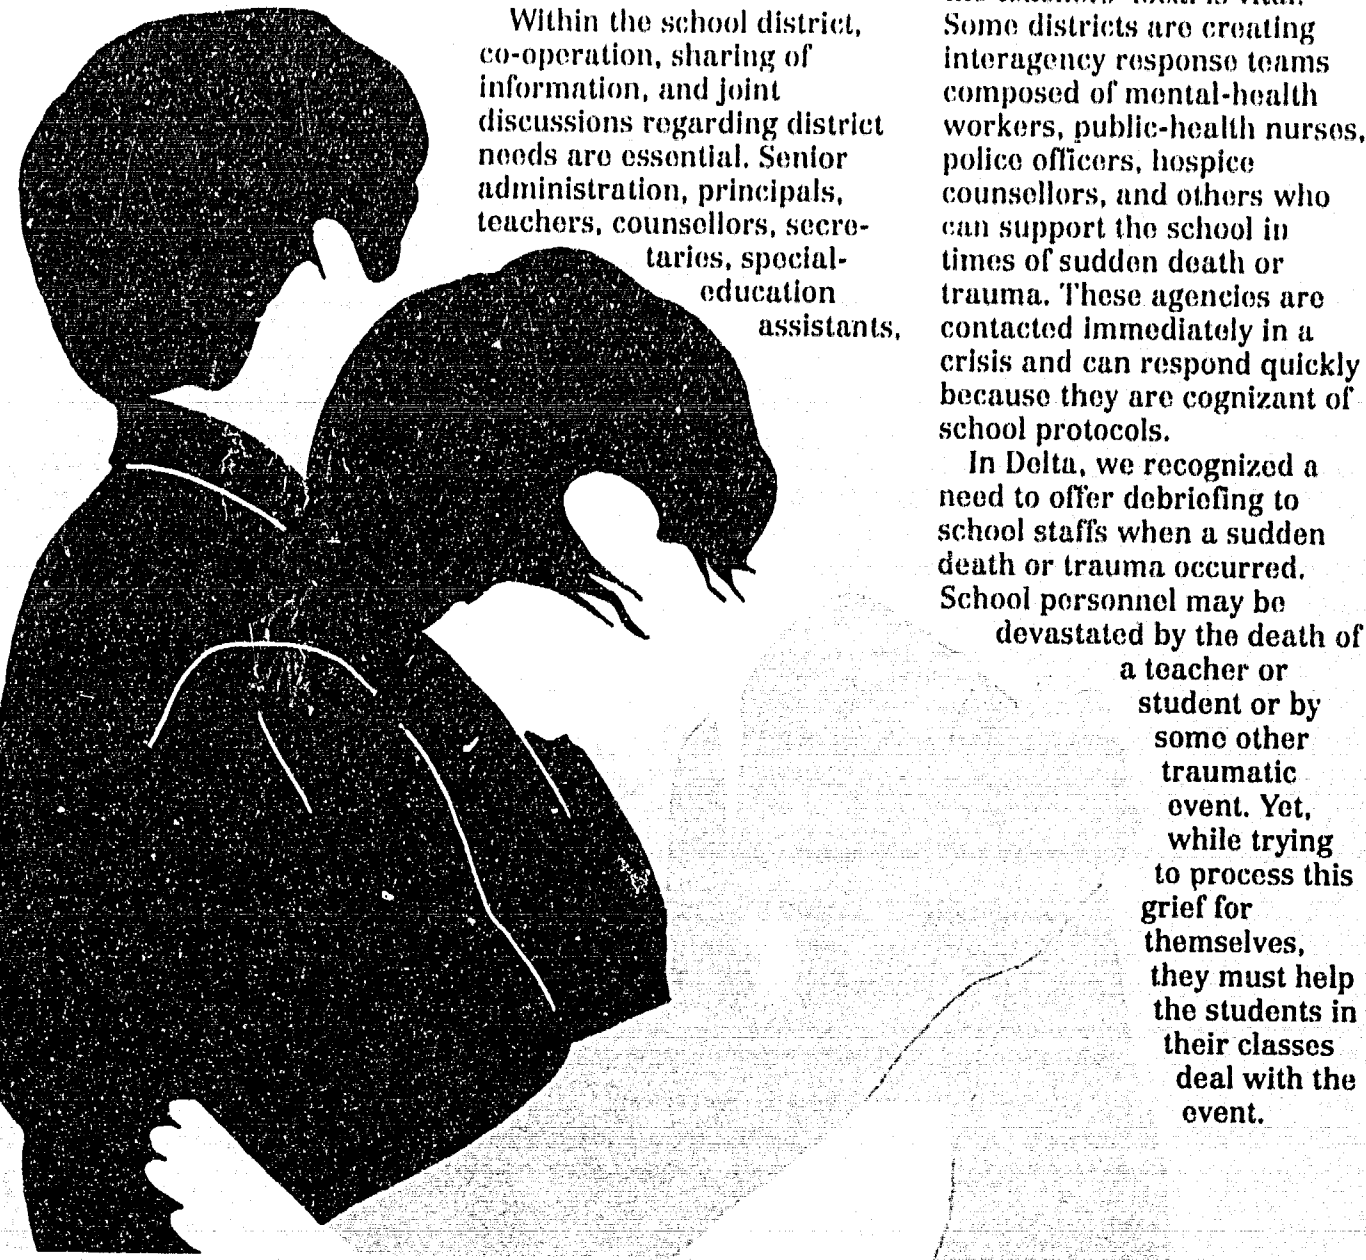 Within the school district,
co-operation, sharing of
information, and joint
discussions regarding district
needs are essential. Senior
administration, principals,
teachers, counsellors, secre-
taries, special-
education
assistants,
Some districts are creating
interagency response teams
composed of mental-health
workers, public-health nurses,
police officers, hospice
counsellors, and others who
can support the school in
times of sudden death or
trauma. These agencies are
contacted immediately in a
crisis and can respond quickly
because they are cognizant of
school protocols.
In Delta, we recognized a
need to offer debriefing to
school staffs when a sudden
death or trauma occurred.
School personnel may be
devastated by the death of
a teacher or
student or by
some other
traumatic
event. Yet,
while trying
to process this
grief for
themselves,
they must help
the students in
their classes
deal with the
event.